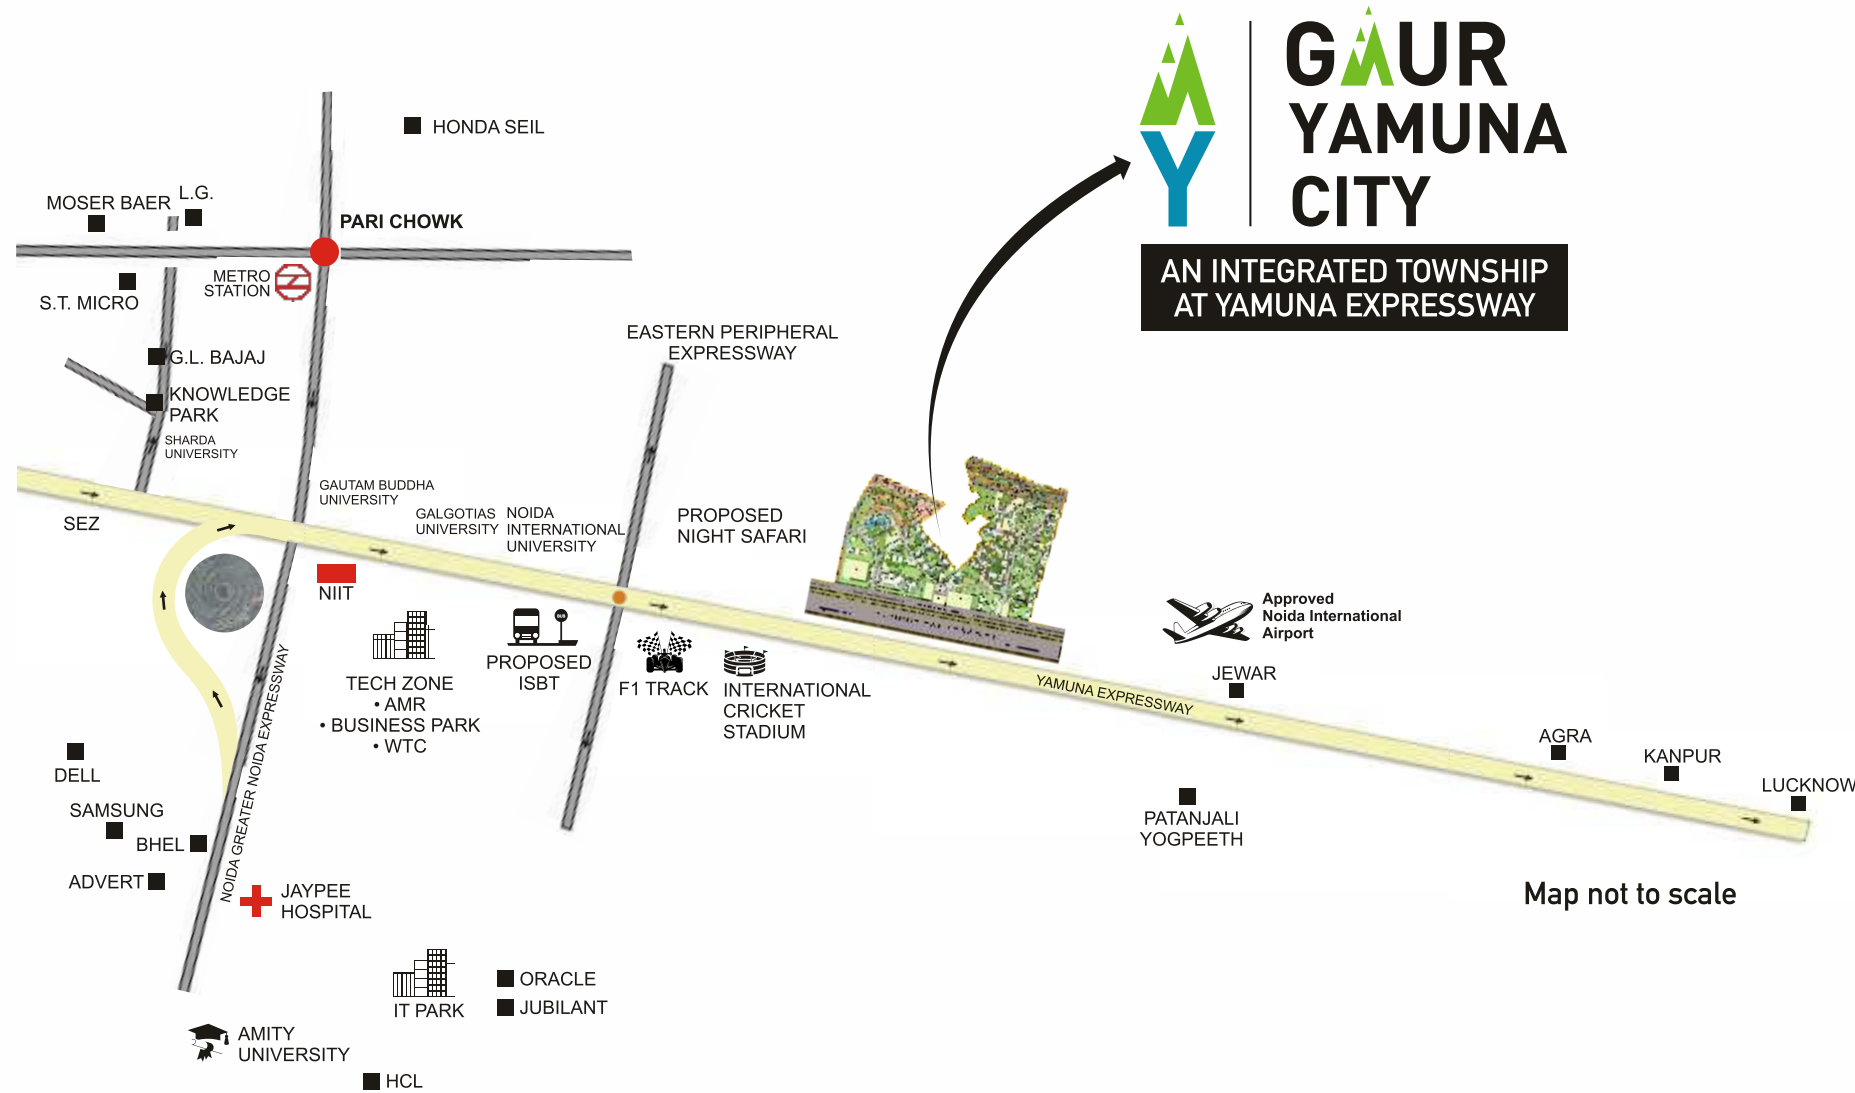 GAUR
YAMUNA
CITY
AN INTEGRATED TOWNSHIP
AT YAMUNA EXPRESSWAY
HONDA SEIL
MOSER BAER
L.G.
PARI CHOWK
METRO
STATION
S.T. MICRO
G.L. BAJAJ
KNOWLEDGE
PARK
SHARDA
UNIVERSITY
EASTERN PERIPHERAL
EXPRESSWAY
SEZ
GAUTAM BUDDHA
UNIVERSITY
GALGOTIAS
UNIVERSITY
NOIDA
INTERNATIONAL
UNIVERSITY
PROPOSED
NIGHT SAFARI
NIIT
TECH ZONE
• AMR
• BUSINESS PARK
• WTC
BUS
PROPOSED
ISBT
F1 TRACK
INTERNATIONAL
CRICKET
STADIUM
Approved
Noida International
Airport
JEWAR
YAMUNA EXPRESSWAY
AGRA
KANPUR
LUCKNOW
PATANJALI
YOGPEETH
NOIDA GREATER NOIDA EXPRESSWAY
DELL
SAMSUNG
BHEL
ADVERT
JAYPEE
HOSPITAL
Map not to scale
IT PARK
ORACLE
JUBILANT
AMITY
UNIVERSITY
HCL